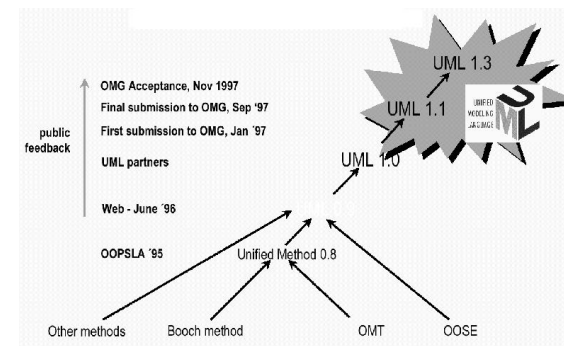 UML 1.3
OMG Acceptance, Nov 1997
Final submission to OMG, Sep '97
UML 1.1
UNIFIED
MODELING
LANGUAGE
UML
First submission to OMG, Jan ´97
public
feedback
UML partners
UML 1.0
Web - June ´96
OOPSLA ´95
Unified Method 0.8
Other methods
Booch method
OMT
OOSE